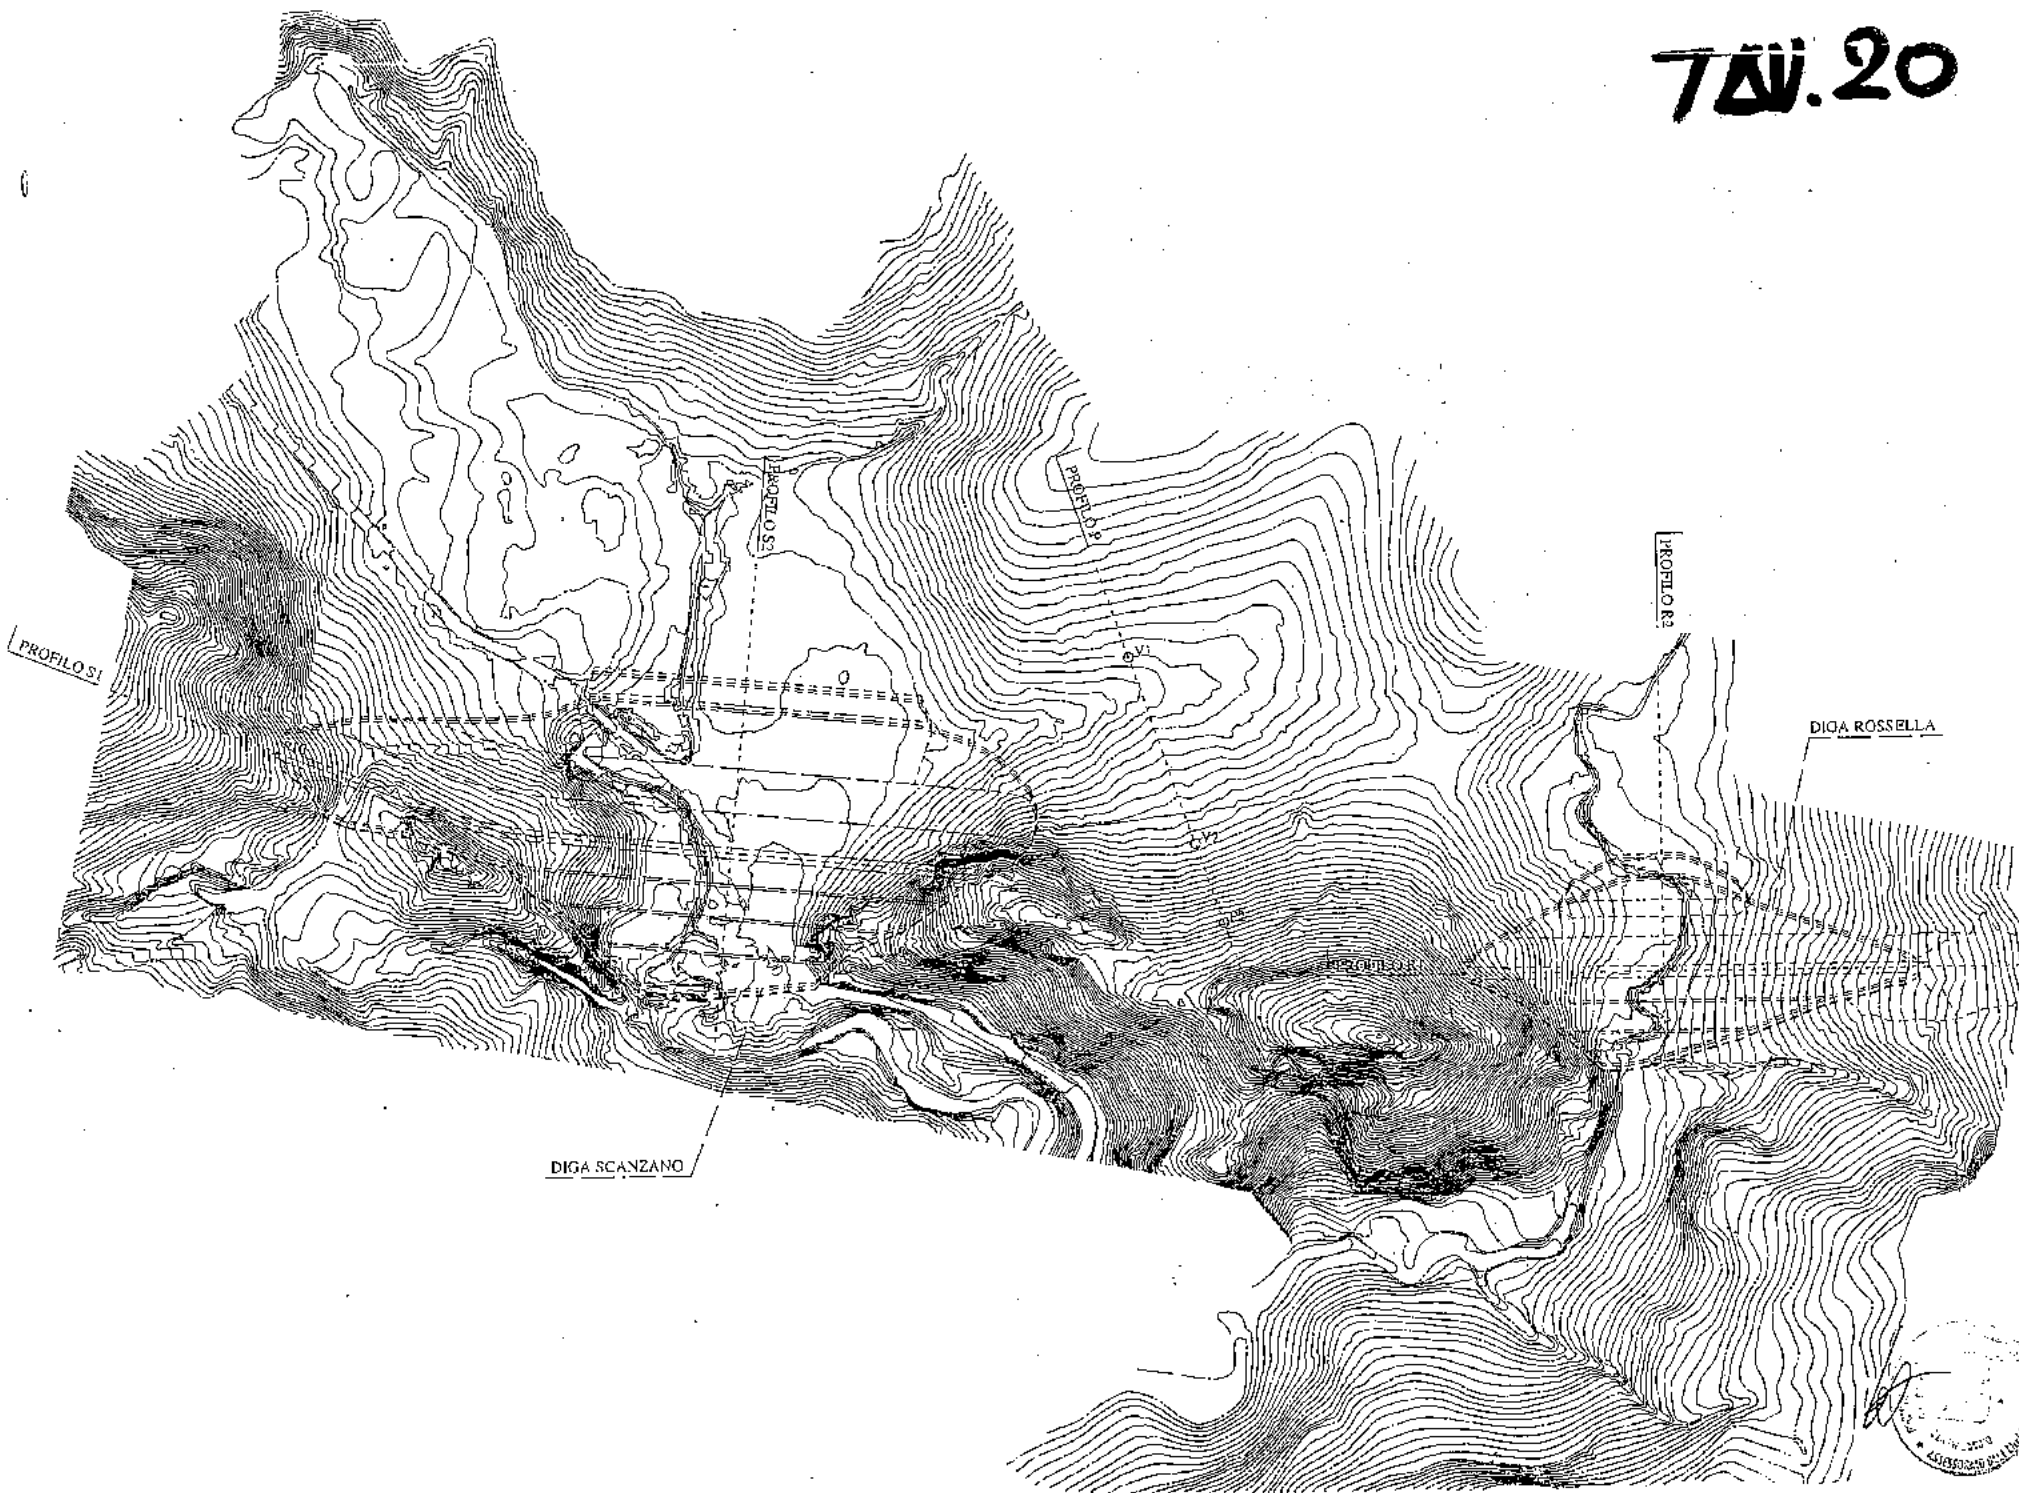 TAV. 20
PROFILO S2
PROFILO P
PROFILO R2
PROFILO S1
V1
DIGA ROSSELLA
V2
DIGA SCANZANO